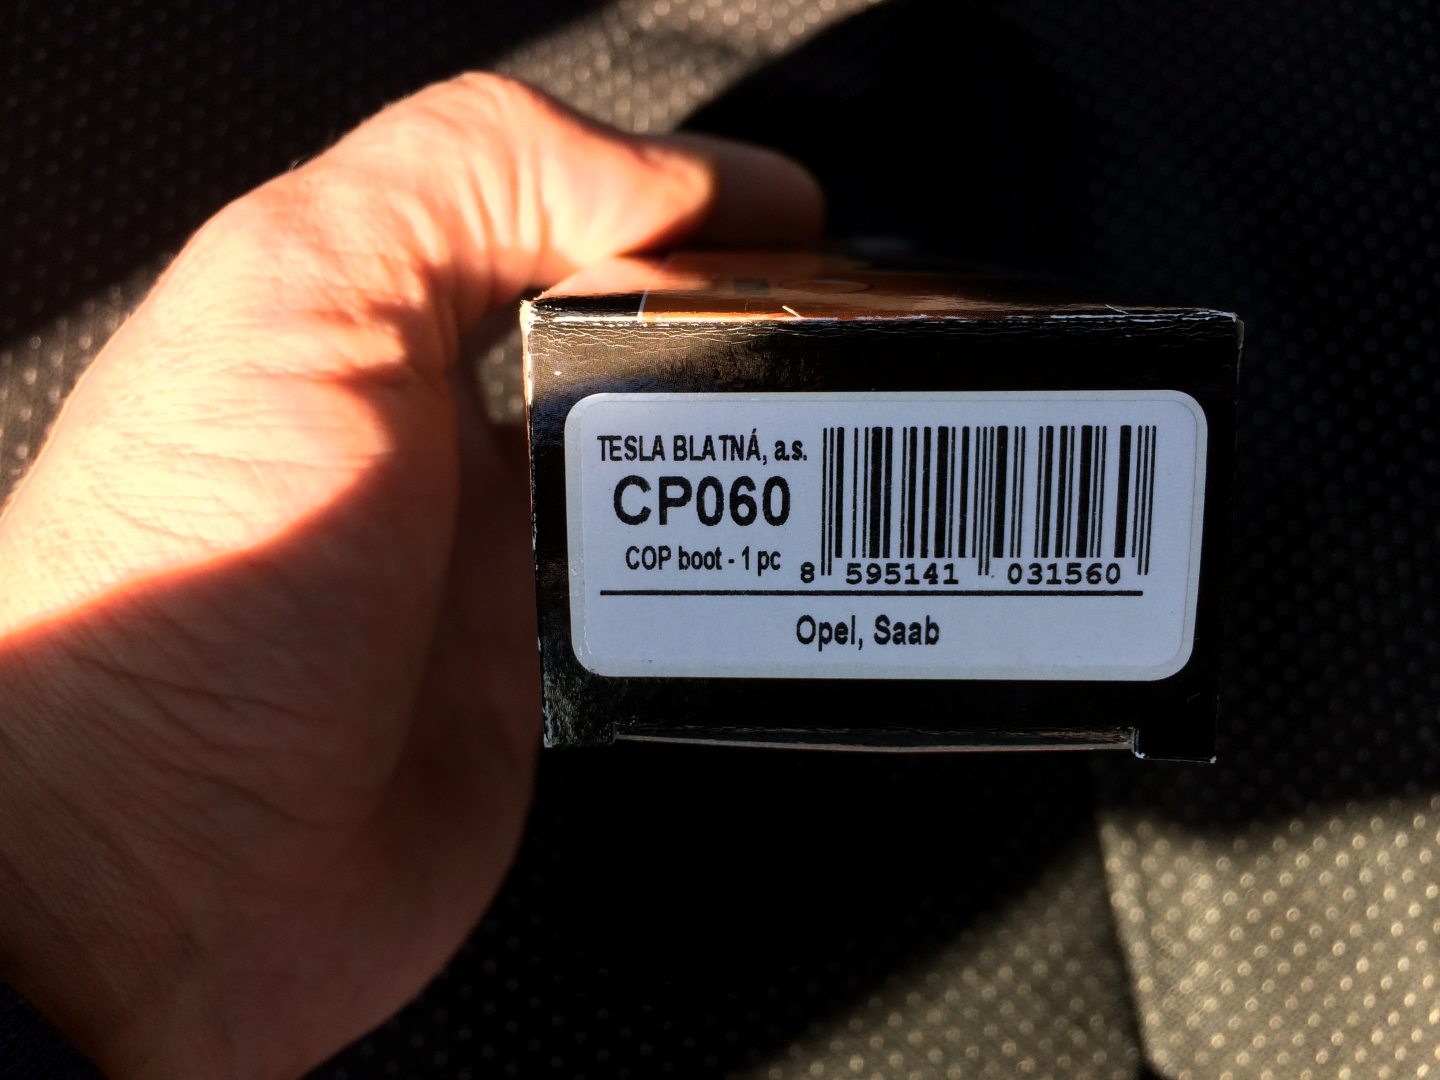 TESLA BLATNÁ, a.s.
CP060
COP boot - 1 pc
8 595141 031560
Opel, Saab